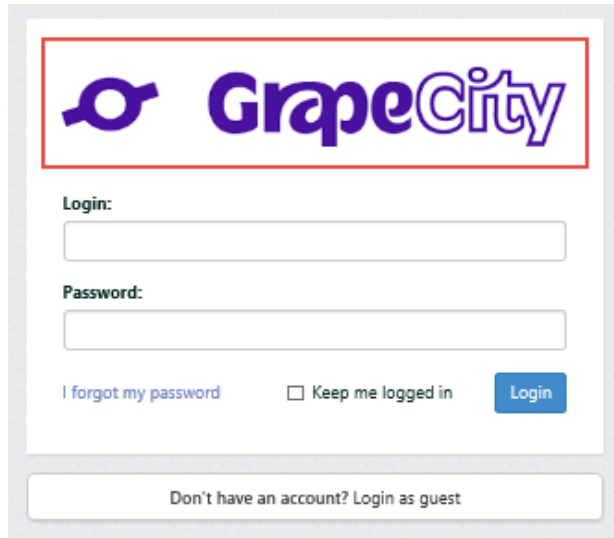 GrapeCity
Login:
Password:
I forgot my password Keep me logged in Login
Don't have an account? Login as guest